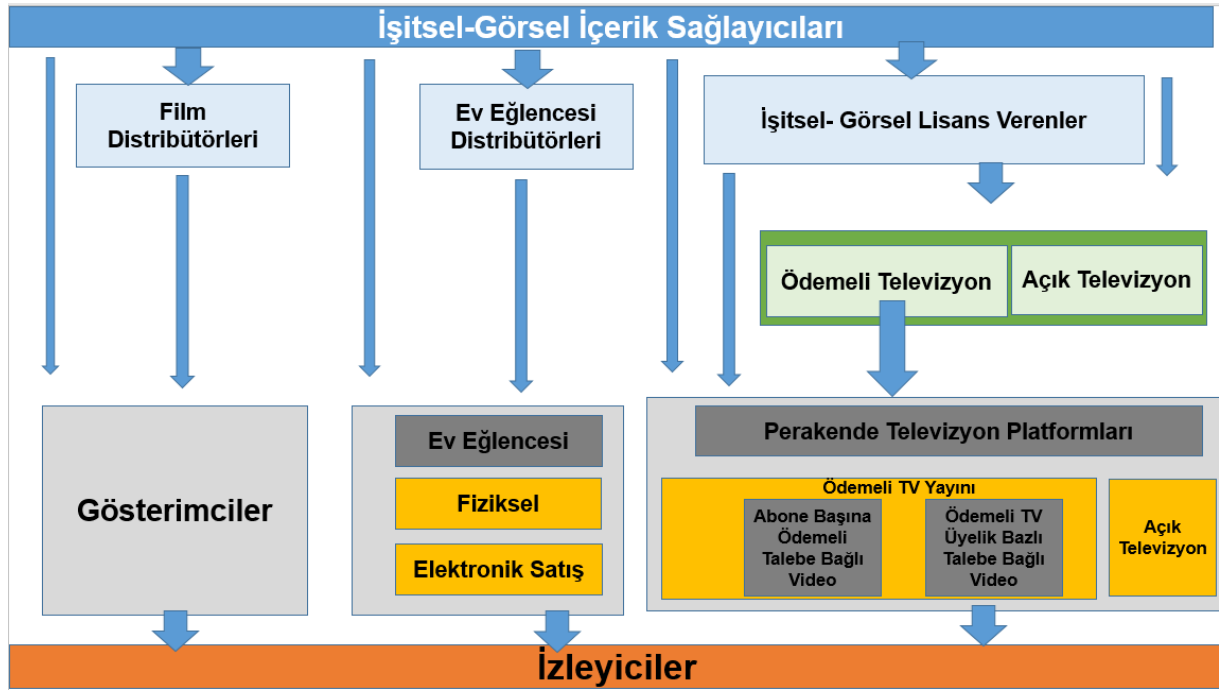 İşitsel-Görsel İçerik Sağlayıcıları
Film
Distribütörleri
Ev Eğlencesi
Distribütörleri
İşitsel- Görsel Lisans Verenler
Ödemeli Televizyon
Açık Televizyon
Gösterimciler
Ev Eğlencesi
Fiziksel
Elektronik Satış
Perakende Televizyon Platformları
Ödemeli TV Yayını
Abone Başına
Ödemeli
Talebe Bağlı
Video
Ödemeli TV
Üyelik Bazlı
Talebe Bağlı
Video
Açık
Televizyon
İzleyiciler